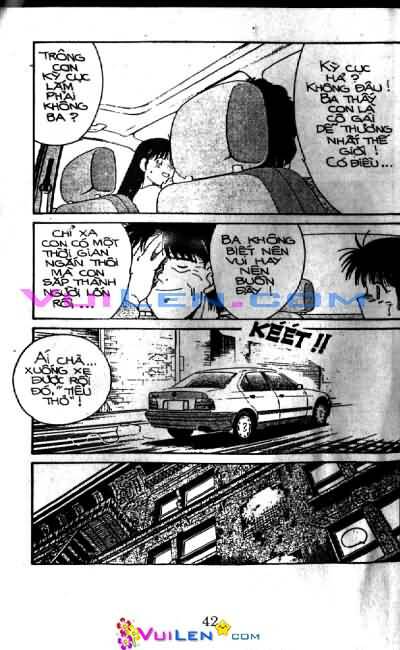 TRÔNG
CON
KỲ CỤC
LẮM
PHẢI
KHÔNG
BA?
KỲ CỤC
HẢ?
KHÔNG ĐÂU!
BA THẤY
CON LÀ
CÔ GÁI
DỄ THƯƠNG
NHẤT THẾ
GIỚI!
CÓ ĐIỀU...
CHỈ XA
CON CÓ MỘT
THỜI GIAN
NGẮN THÔI
MÀ CON
SẮP THÀNH
NGƯỜI LỚN
RỒI...
BA KHÔNG
BIẾT NÊN
VUI HAY
NÊN
BUỒN
ĐÂY
VUILEN.COM
KÉÉT!!
ÁI CHÀ...
XUỐNG XE
ĐƯỢC RỒI
ĐÓ, "TIỂU
THƠ"!
42
VUILEN.COM